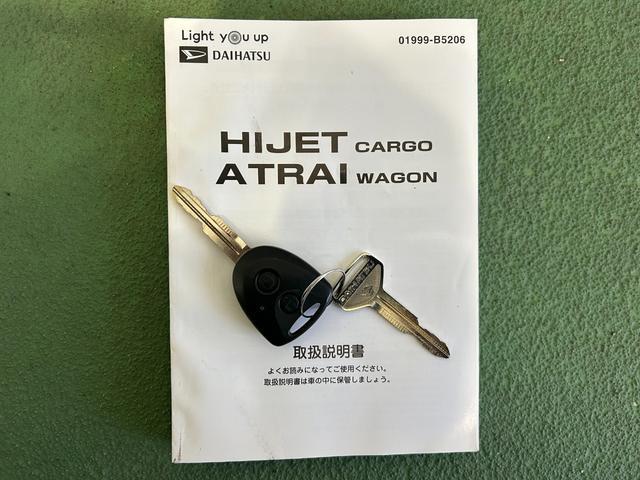 Light you up
DAIHATSU
01999-B5206
HIJET CARGO
ATRAI WAGON
取扱説明書
よくお読みになってご使用ください。
取扱説明書は車の中に保管しましょう。